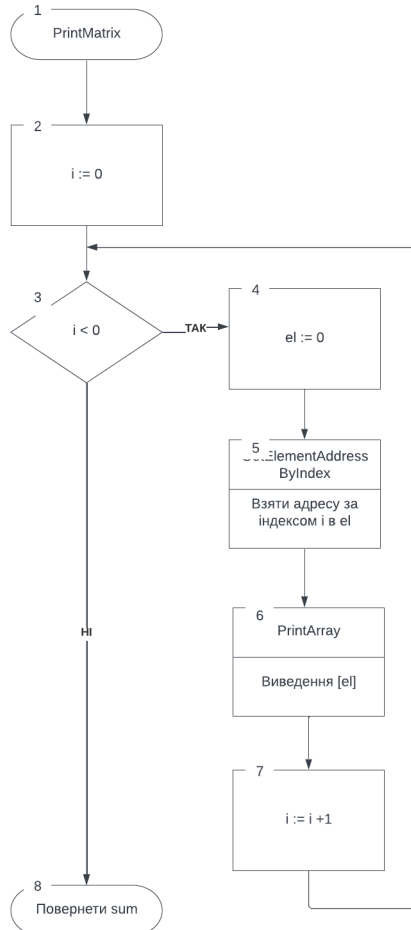 1
PrintMatrix
2
i := 0
3
i < 0
ТАК
4
el := 0
5
ByIndex
Взяти адресу за
індексом i в el
6
PrintArray
Виведення [el]
7
i := i +1
НІ
8
Повернети sum